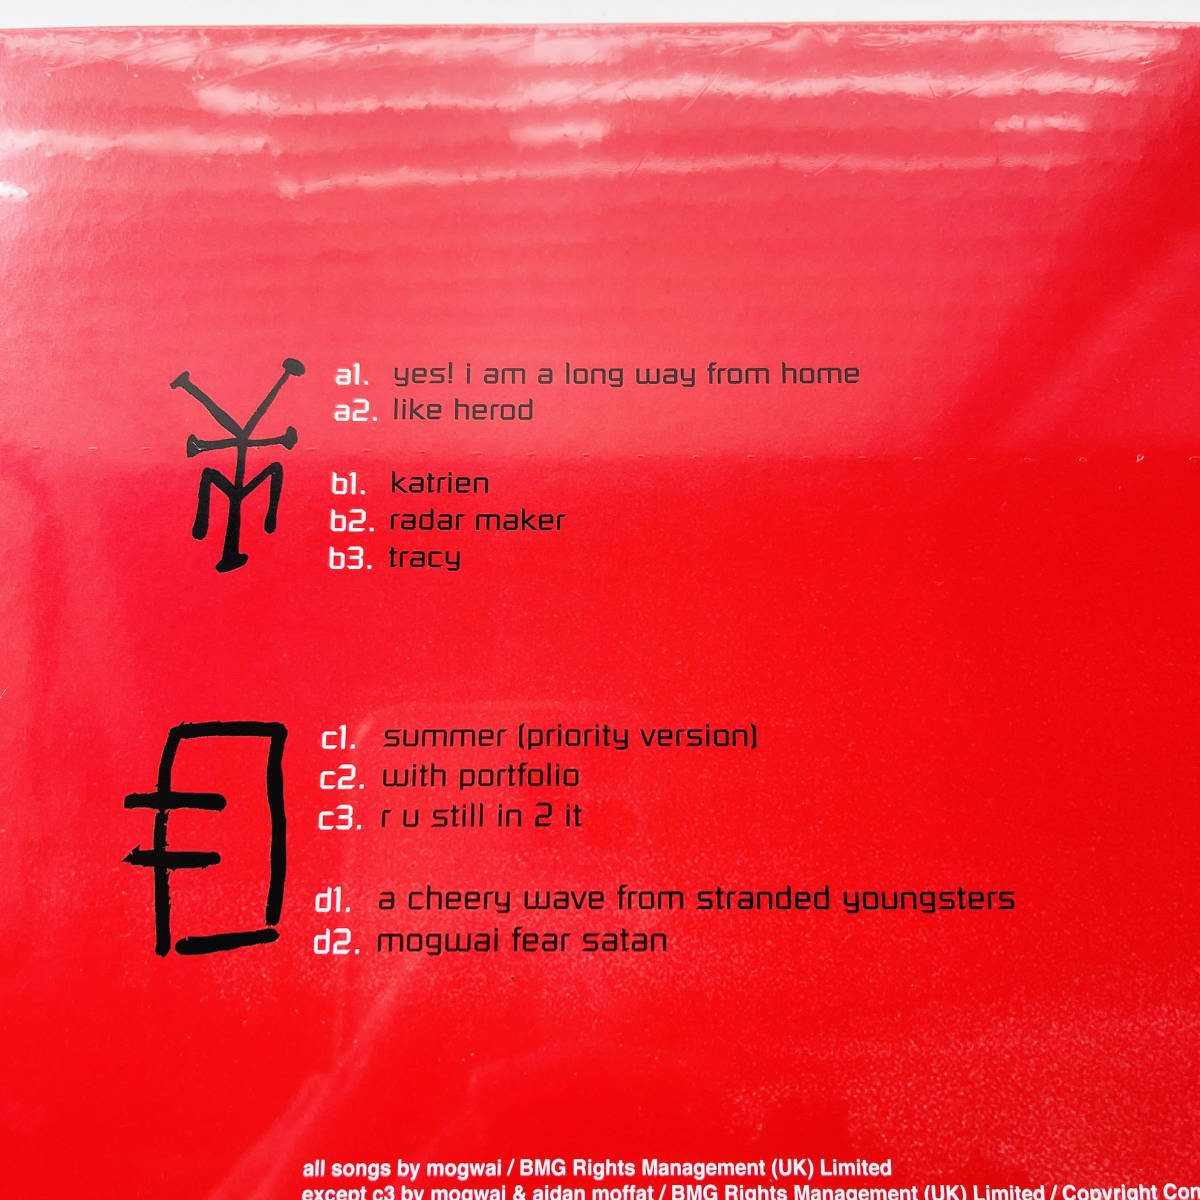 a1. yes! i am a long way from home
a2. like herod
b1. katrien
b2. radar maker
b3. tracy
c1. summer (priority version)
c2. with portfolio
c3. r u still in 2 it
d1. a cheery wave from stranded youngsters
d2. mogwai fear satan
all songs by mogwai / BMG Rights Management (UK) Limited
except c3 by mogwai & aidan moffat / BMG Rights Management (UK) Limited / Copyright